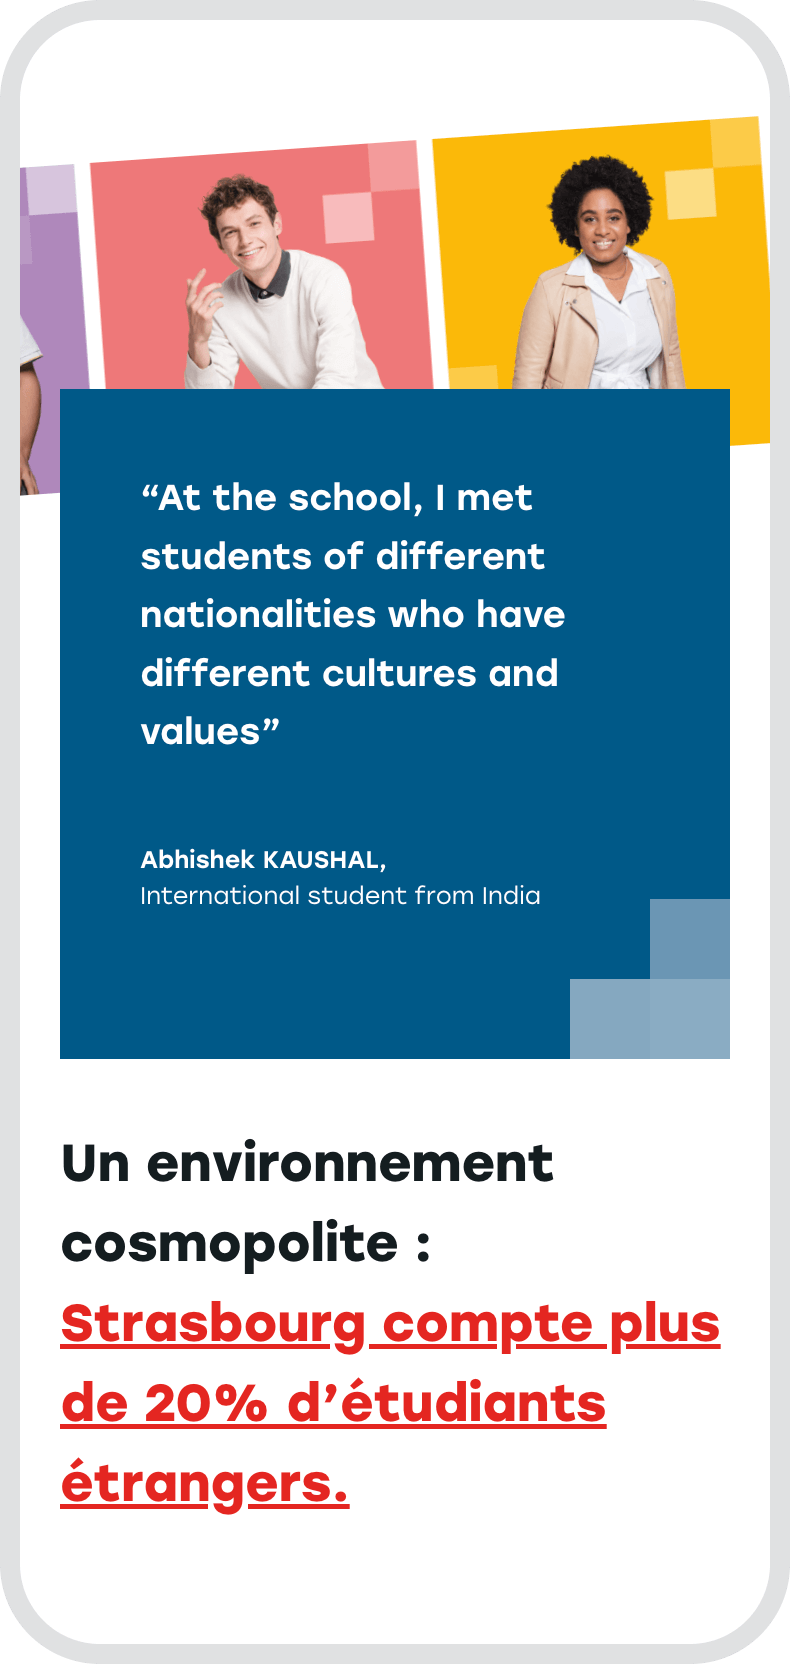 “At the school, I met
students of different
nationalities who have
different cultures and
values”
Abhishek KAUSHAL,
International student from India
Un environnement
cosmopolite :
Strasbourg compte plus
de 20% d’étudiants
étrangers.